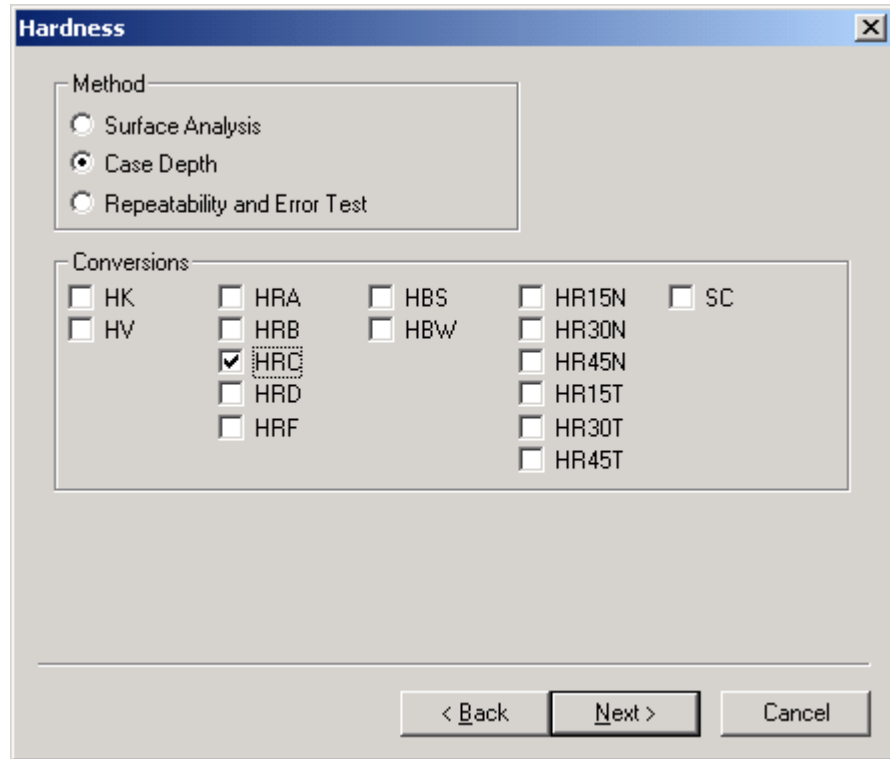 Hardness
Method
Surface Analysis
Case Depth
Repeatability and Error Test
Conversions
HK HRA HBS HR15N SC
HV HRB HBW HR30N
HRC HR45N
HRD HR15T
HRF HR30T
HR45T
< Back Next > Cancel